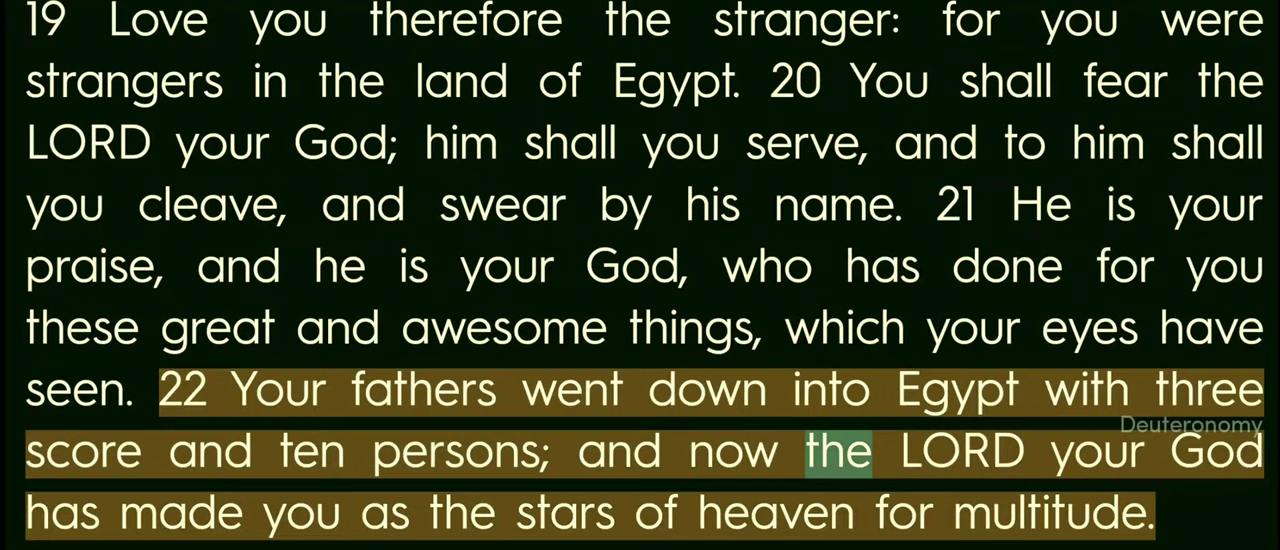 19 Love you therefore the stranger: for you were
strangers in the land of Egypt. 20 You shall fear the
LORD your God; him shall you serve, and to him shall
you cleave, and swear by his name. 21 He is your
praise, and he is your God, who has done for you
these great and awesome things, which your eyes have
seen. 22 Your fathers went down into Egypt with three
Deuteronomy
score and ten persons; and now the LORD your God
has made you as the stars of heaven for multitude.